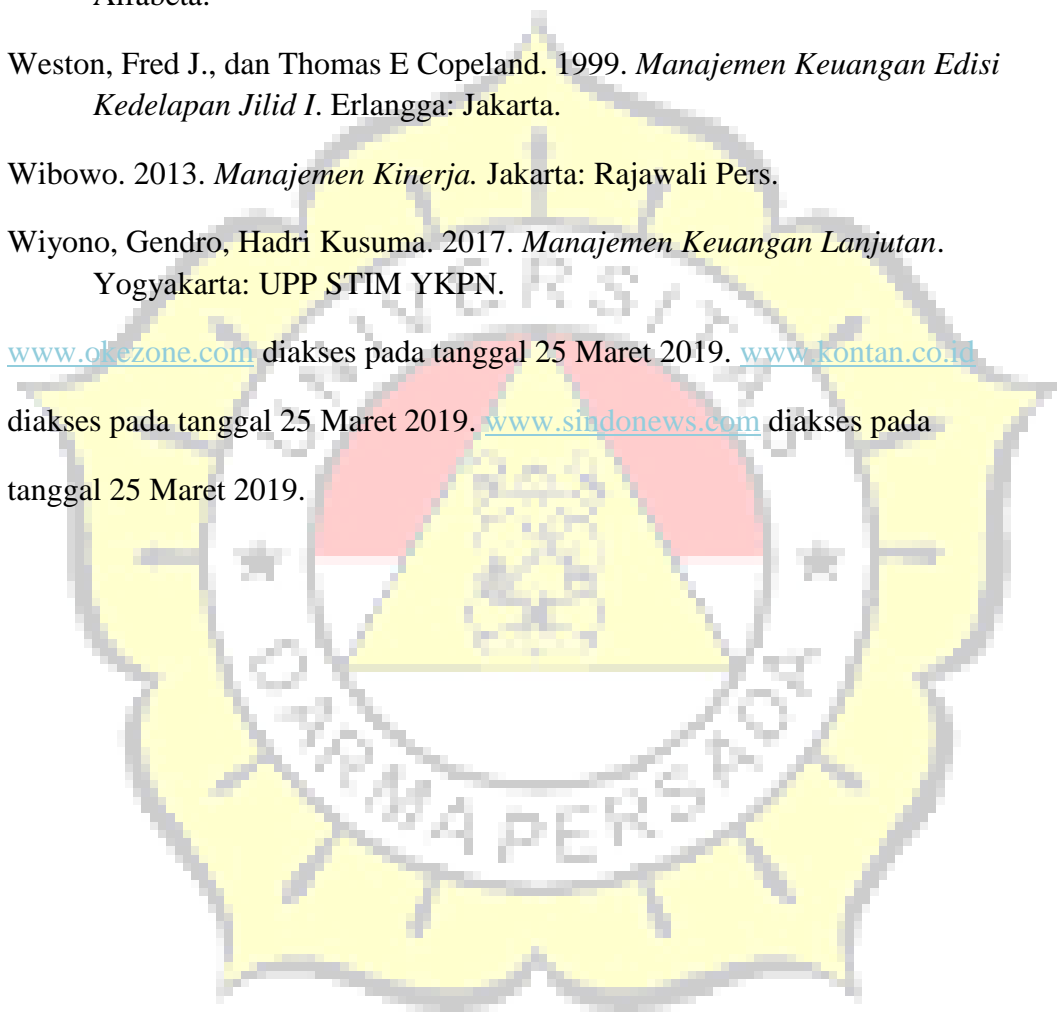 Alfabeta.
Weston, Fred J., dan Thomas E Copeland. 1999. Manajemen Keuangan Edisi
Kedelapan Jilid I. Erlangga: Jakarta.
Wibowo. 2013. Manajemen Kinerja. Jakarta: Rajawali Pers.
Wiyono, Gendro, Hadri Kusuma. 2017. Manajemen Keuangan Lanjutan.
Yogyakarta: UPP STIM YKPN.
www.okezone.com diakses pada tanggal 25 Maret 2019. www.kontan.co.id
diakses pada tanggal 25 Maret 2019. www.sindonews.com diakses pada
tanggal 25 Maret 2019.
UNIVERSITAS
DARMA PERSADA